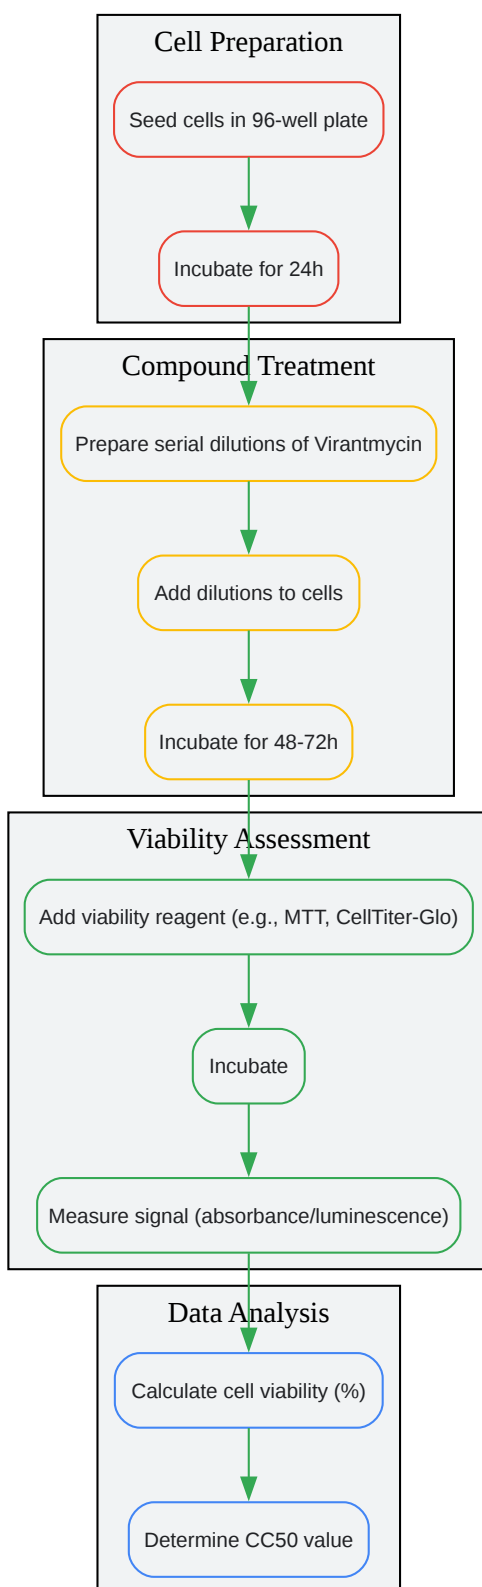 Cell Preparation
Seed cells in 96-well plate
Incubate for 24h
Compound Treatment
Prepare serial dilutions of Virantmycin
Add dilutions to cells
Incubate for 48-72h
Viability Assessment
Add viability reagent (e.g., MTT, CellTiter-Glo)
Incubate
Measure signal (absorbance/luminescence)
Data Analysis
Calculate cell viability (%)
Determine CC50 value